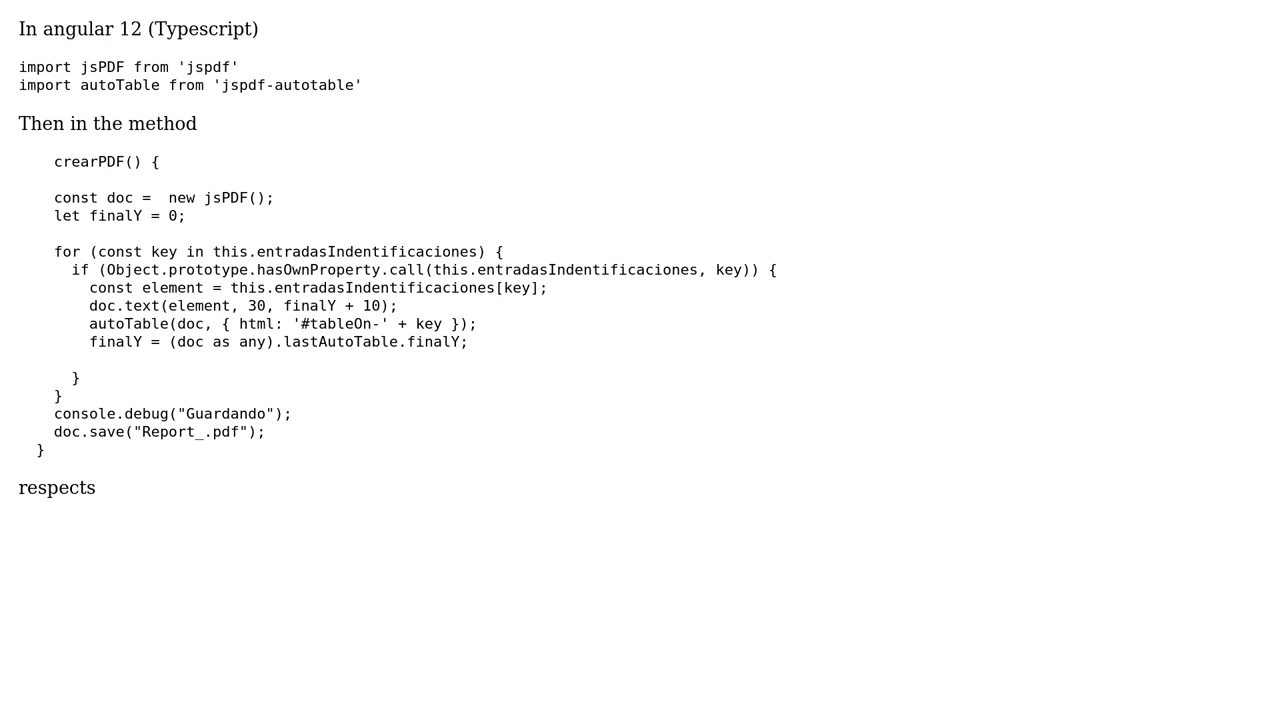 In angular 12 (Typescript)
import jsPDF from 'jspdf'
import autoTable from 'jspdf-autotable'
Then in the method
    crearPDF() {
    const doc =  new jsPDF();
    let finalY = 0;
    for (const key in this.entradasIndentificaciones) {
      if (Object.prototype.hasOwnProperty.call(this.entradasIndentificaciones, key)) {
        const element = this.entradasIndentificaciones[key];
        doc.text(element, 30, finalY + 10);
        autoTable(doc, { html: '#tableOn-' + key });
        finalY = (doc as any).lastAutoTable.finalY;
      }
    }
    console.debug("Guardando");
    doc.save("Report_.pdf");
  }
respects